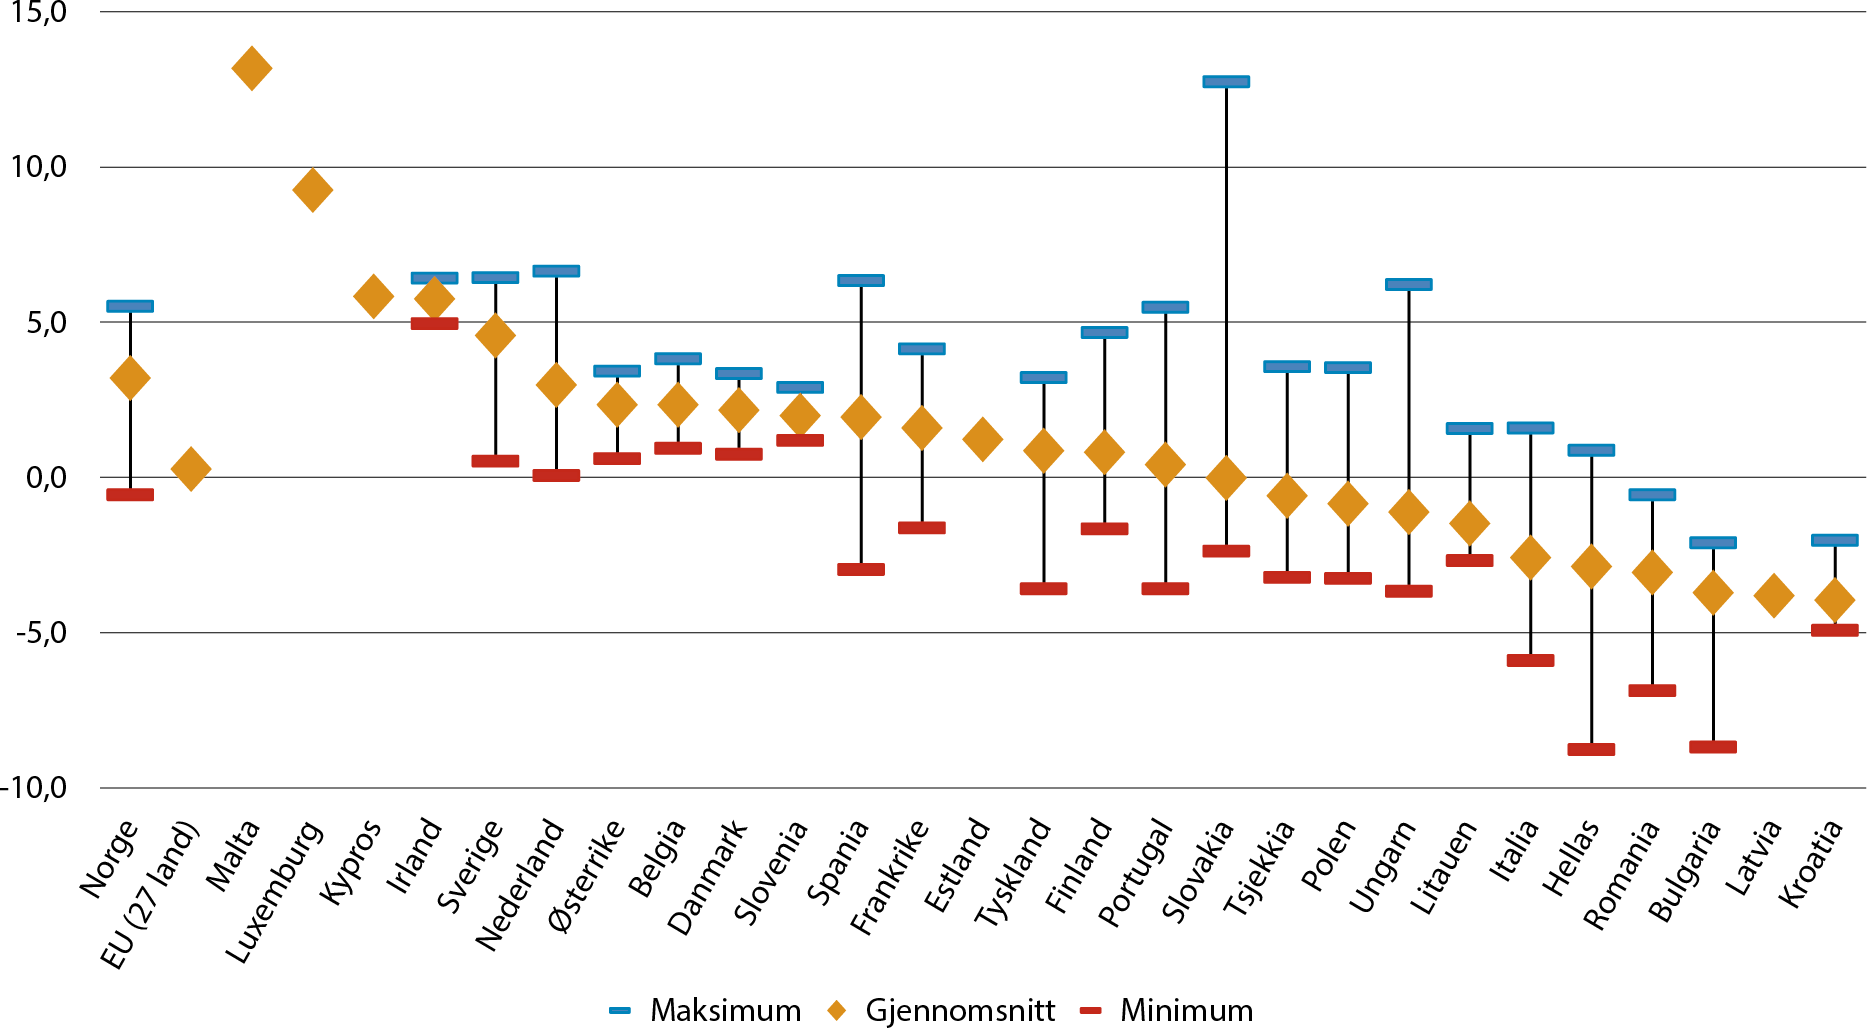 15,0
10,0
5,0
0,0
-5,0
-10,0
Norge
EU (27 land)
Malta
Luxemburg
Kypros
Irland
Sverige
Nederland
Østerrike
Belgia
Danmark
Slovenia
Spania
Frankrike
Estland
Tyskland
Finland
Portugal
Slovakia
Tsjekkia
Polen
Ungarn
Litauen
Italia
Hellas
Romania
Bulgaria
Latvia
Kroatia
Maksimum Gjennomsnitt Minimum